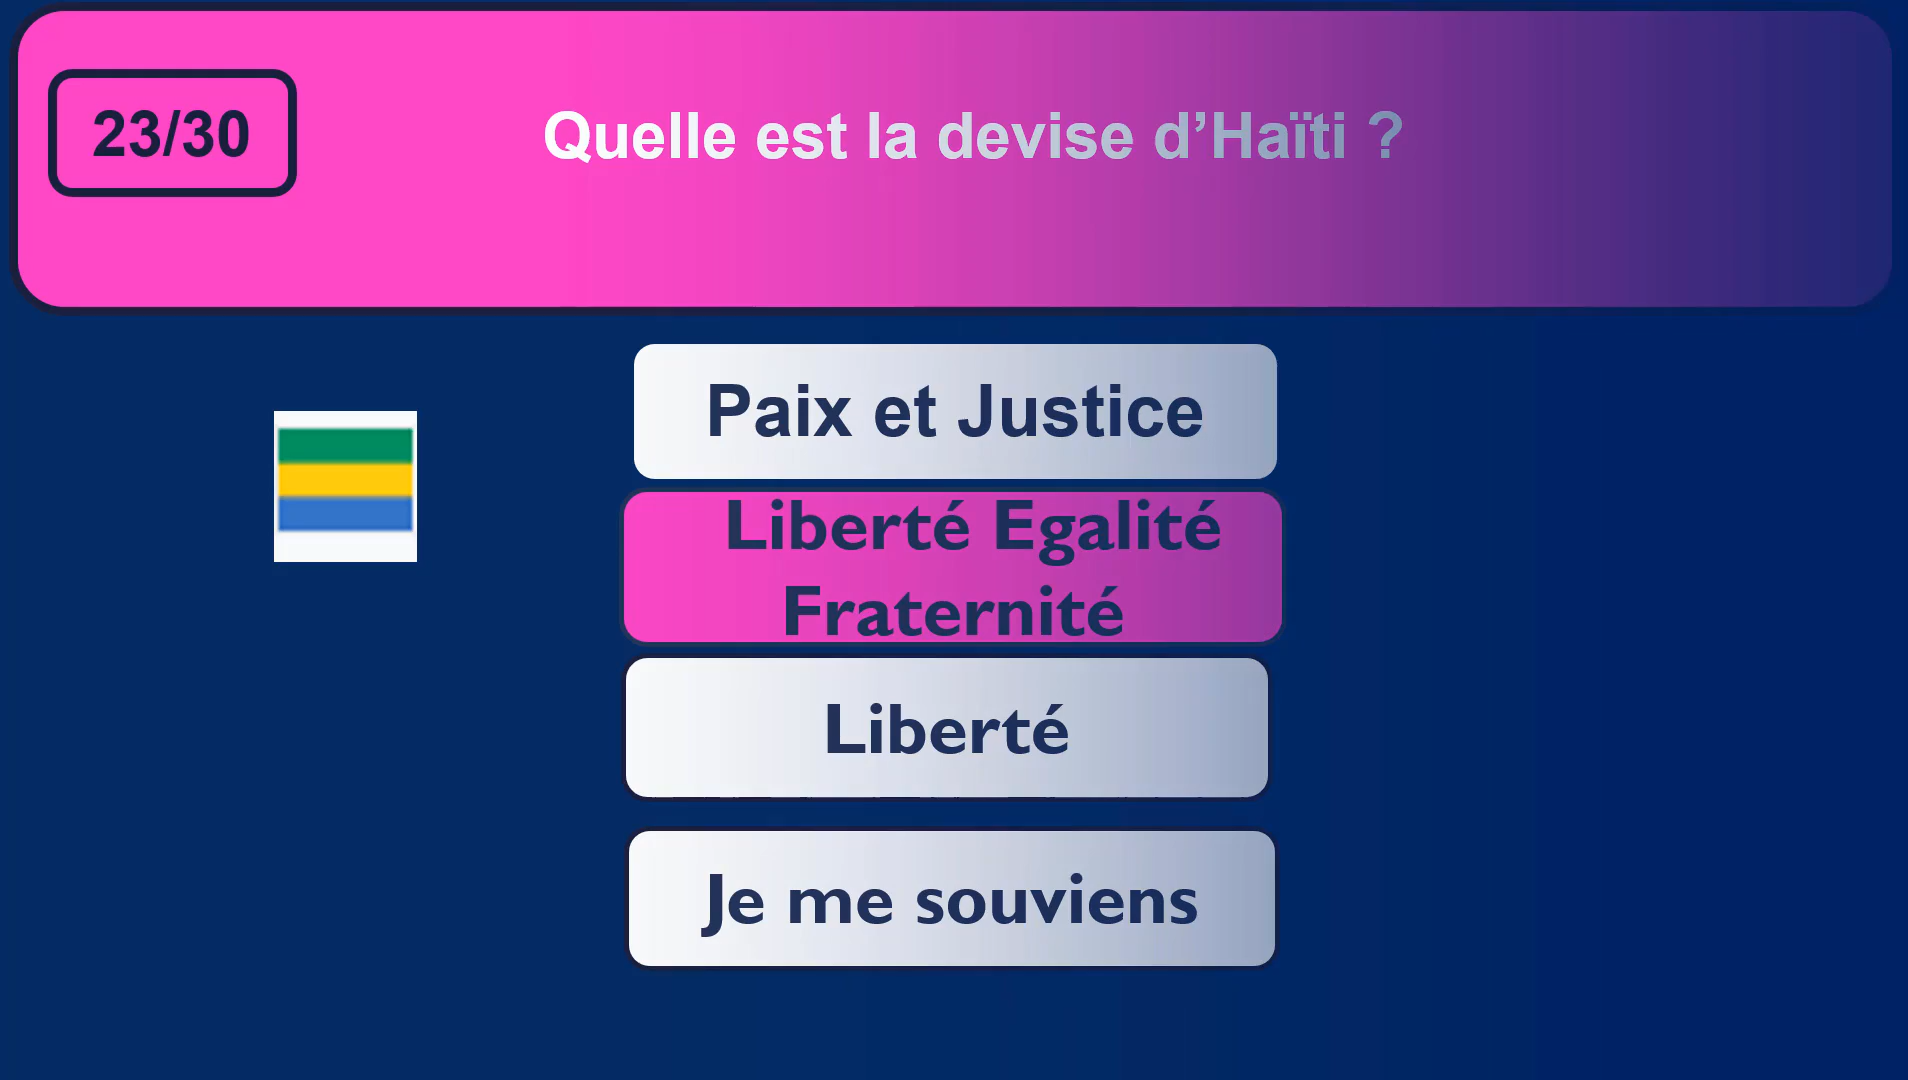 23/30
Quelle est la devise d’Haïti ?
Paix et Justice
Liberté Egalité
Fraternité
Liberté
Je me souviens